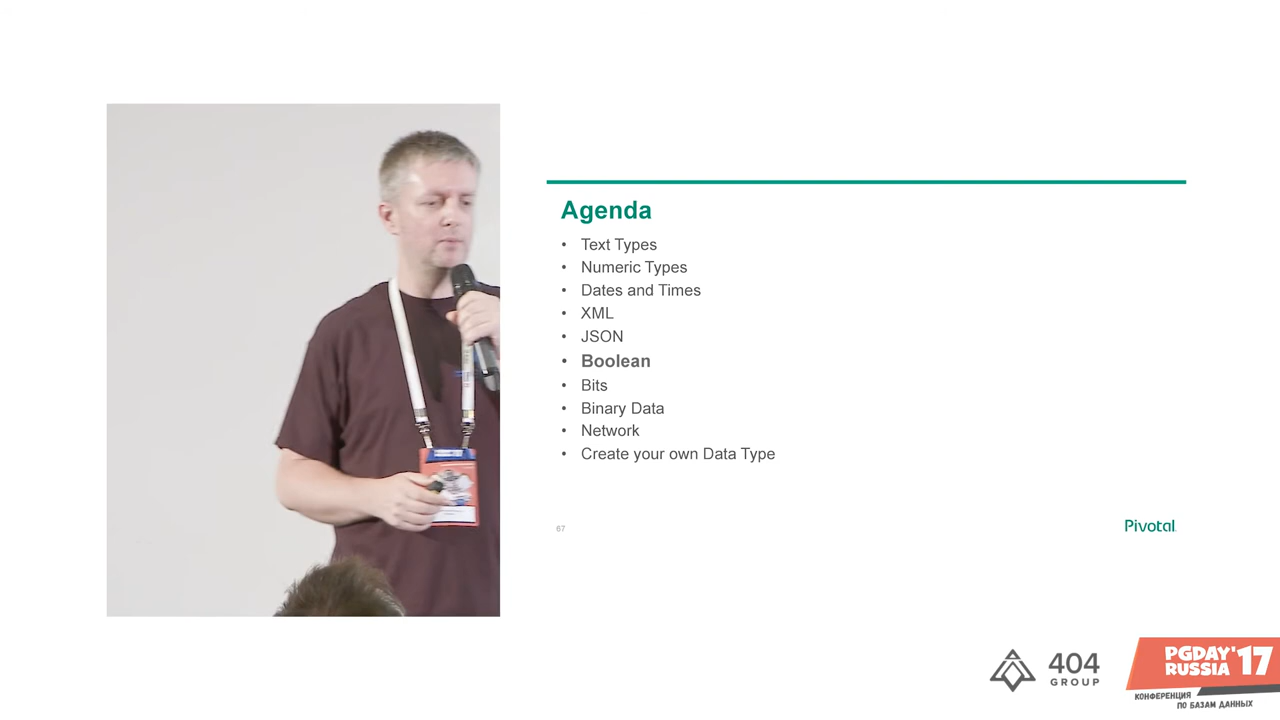 Agenda
• Text Types
• Numeric Types
• Dates and Times
• XML
• JSON
• Boolean
• Bits
• Binary Data
• Network
• Create your own Data Type
67
Pivotal
404
GROUP
PGDAY'17
RUSSIA
КОНФЕРЕНЦИЯ
ПО БАЗАМ ДАННЫХ